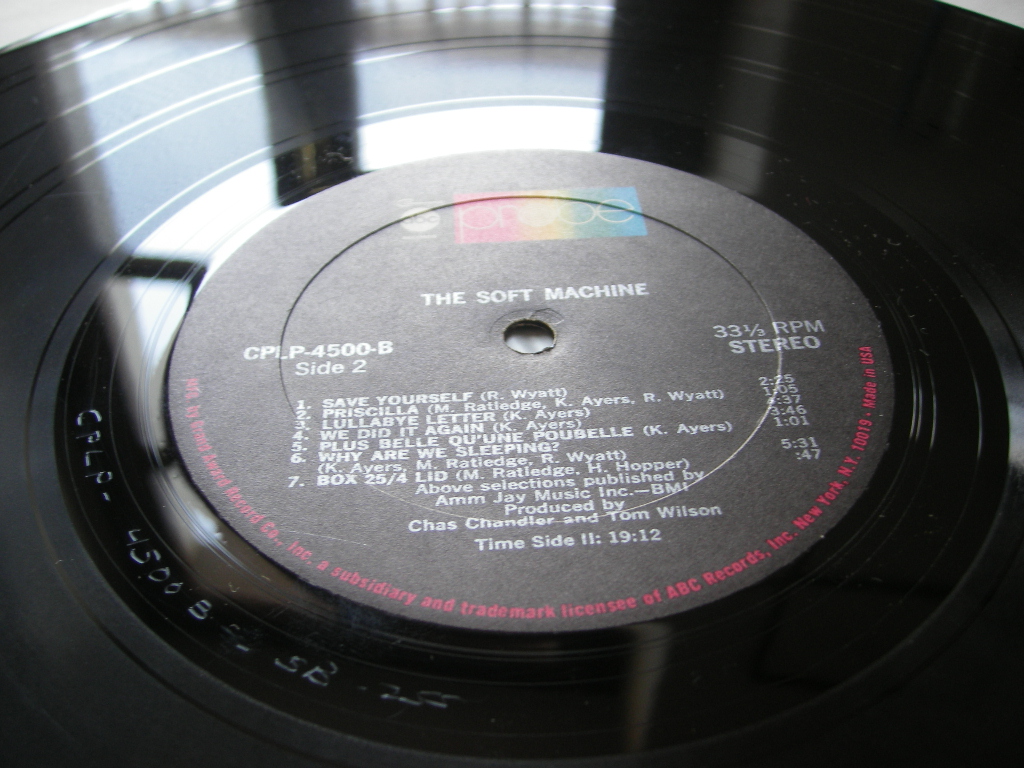 abc probe
THE SOFT MACHINE
CPLP-4500-B
Side 2
33⅓ RPM
STEREO
1. SAVE YOURSELF (R. Wyatt) 2:25
2. PRISCILLA (M. Ratledge, K. Ayers, R. Wyatt) 1:05
3. LULLABYE LETTER (K. Ayers) :37
4. WE DID IT AGAIN (K. Ayers) 3:46
5. PLUS BELLE QU'UNE POUBELLE (K. Ayers) 1:01
6. WHY ARE WE SLEEPING?
(K. Ayers, M. Ratledge, R. Wyatt) 5:31
7. BOX 25/4 LID (M. Ratledge, H. Hopper) :47
Above selections published by
Amm Jay Music Inc.—BMI
Produced by
Chas Chandler and Tom Wilson
Time Side II: 19:12
Record Co., Inc. a subsidiary and trademark licensee of ABC Records, Inc. New York, N.Y. 10019 · Made in USA
CPLP- 4500 B